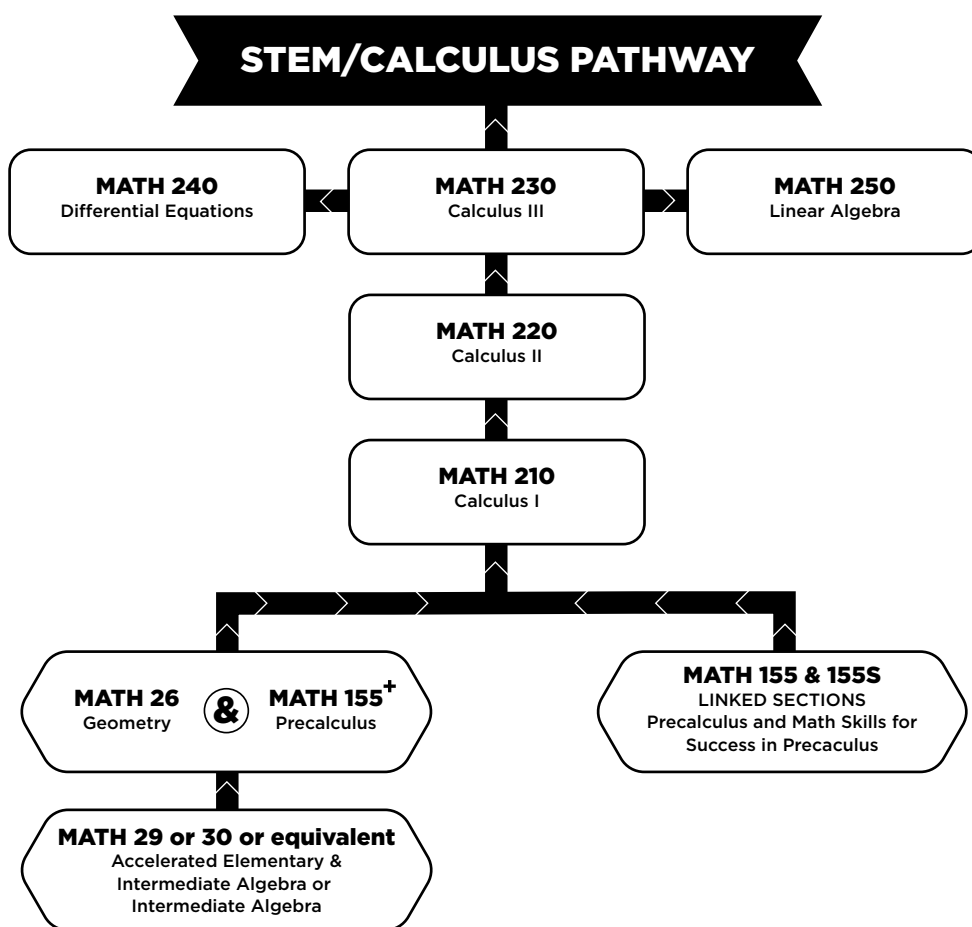 STEM/CALCULUS PATHWAY
MATH 240
Differential Equations
MATH 230
Calculus III
MATH 250
Linear Algebra
MATH 220
Calculus II
MATH 210
Calculus I
MATH 26
Geometry
&
MATH 155+
Precalculus
MATH 155 & 155S
LINKED SECTIONS
Precalculus and Math Skills for
Success in Precaculus
MATH 29 or 30 or equivalent
Accelerated Elementary &
Intermediate Algebra or
Intermediate Algebra